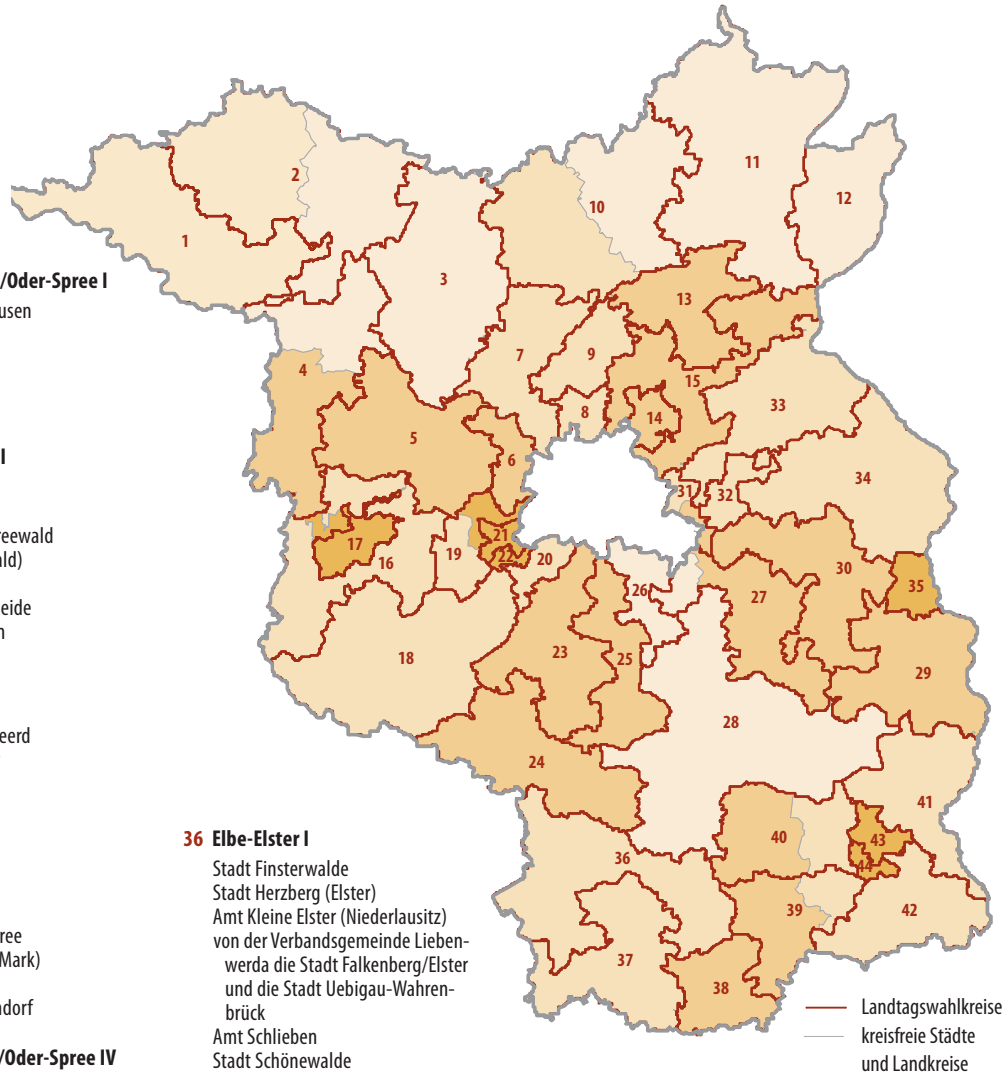 /Oder-Spree I
usen
I
reewald
ald)
eide
n
eerd
ree
Mark)
dorf
/Oder-Spree IV
36 Elbe-Elster I
Stadt Finsterwalde
Stadt Herzberg (Elster)
Amt Kleine Elster (Niederlausitz)
von der Verbandsgemeinde Lieben-
werda die Stadt Falkenberg/Elster
und die Stadt Uebigau-Wahren-
brück
Amt Schlieben
Stadt Schönewalde
1
2
3
4
5
6
7
8
9
10
11
12
13
14
15
16
17
18
19
20
21
22
23
24
25
26
27
28
29
30
31
32
33
34
35
36
37
38
39
40
41
42
43
44
Landtagswahlkreise
kreisfreie Städte
und Landkreise